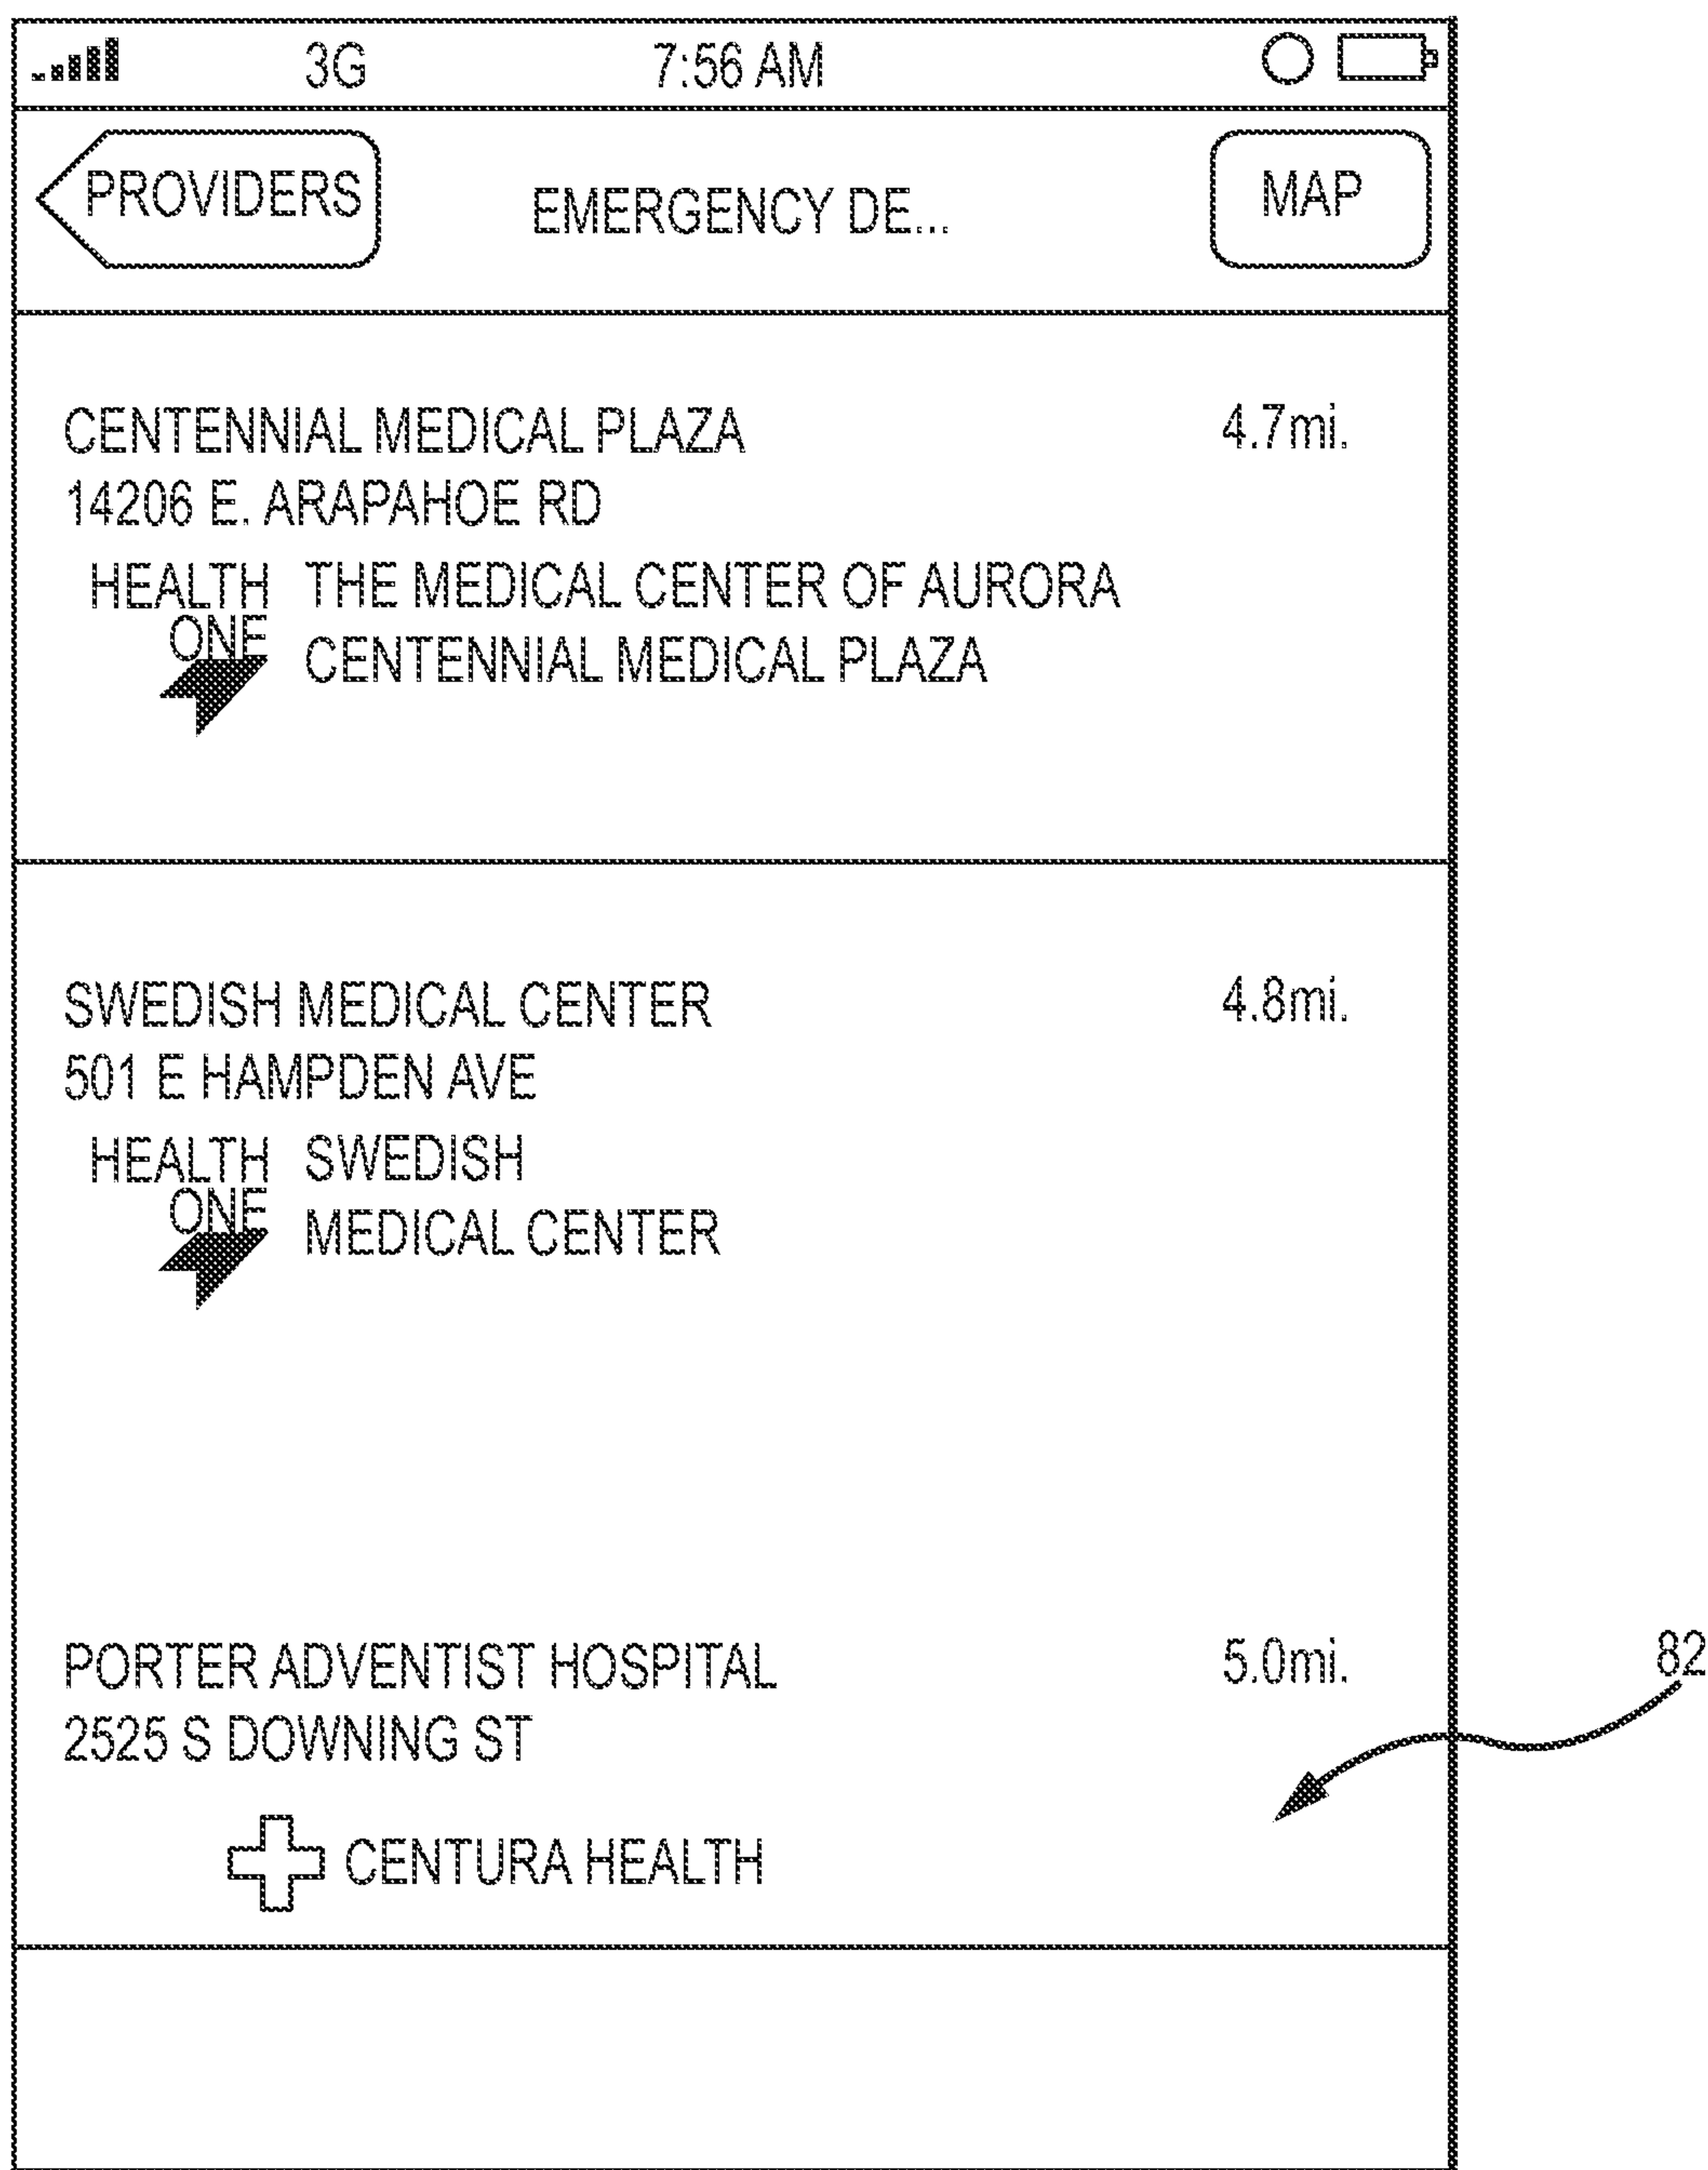 3G 7:56 AM
PROVIDERS EMERGENCY DE... MAP
CENTENNIAL MEDICAL PLAZA 4.7mi.
14206 E. ARAPAHOE RD
HEALTH THE MEDICAL CENTER OF AURORA
ONE CENTENNIAL MEDICAL PLAZA
SWEDISH MEDICAL CENTER 4.8mi.
501 E HAMPDEN AVE
HEALTH SWEDISH
ONE MEDICAL CENTER
PORTER ADVENTIST HOSPITAL 5.0mi.
82
2525 S DOWNING ST
CENTURA HEALTH